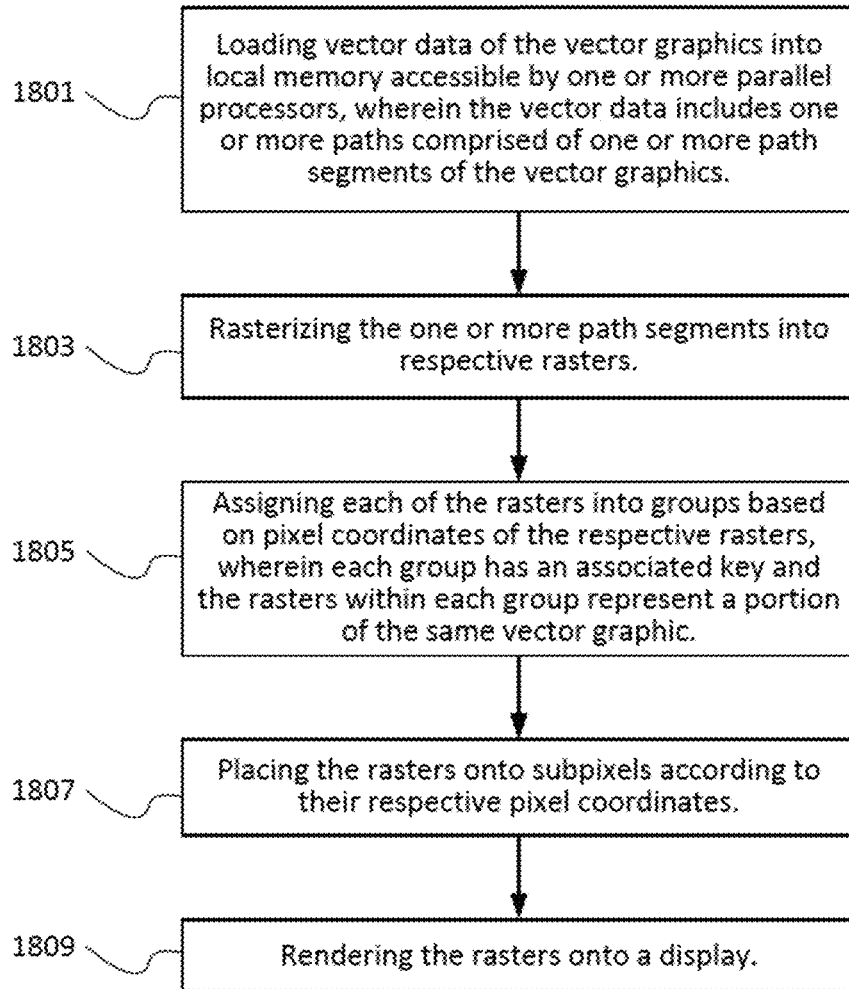 1801
Loading vector data of the vector graphics into
local memory accessible by one or more parallel
processors, wherein the vector data includes one
or more paths comprised of one or more path
segments of the vector graphics.
1803
Rasterizing the one or more path segments into
respective rasters.
1805
Assigning each of the rasters into groups based
on pixel coordinates of the respective rasters,
wherein each group has an associated key and
the rasters within each group represent a portion
of the same vector graphic.
1807
Placing the rasters onto subpixels according to
their respective pixel coordinates.
1809
Rendering the rasters onto a display.